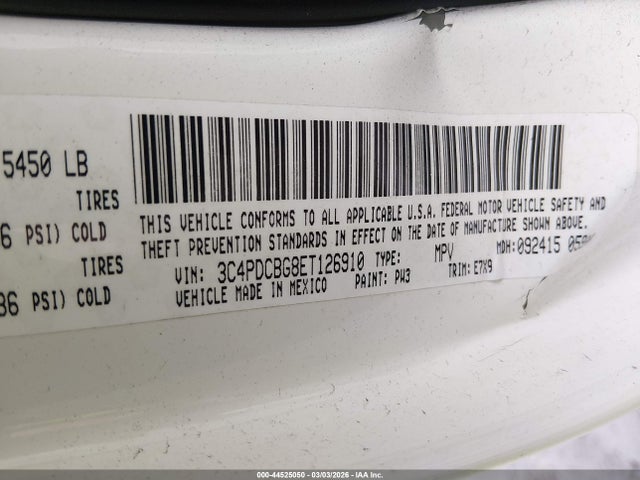 5450 LB
TIRES
6 PSI) COLD
TIRES
36 PSI) COLD
THIS VEHICLE CONFORMS TO ALL APPLICABLE U.S.A. FEDERAL MOTOR VEHICLE SAFETY AND
THEFT PREVENTION STANDARDS IN EFFECT ON THE DATE OF MANUFACTURE SHOWN ABOVE.
VIN: 3C4PDCBG8ET126910 TYPE: MPV MDH: 092415
VEHICLE MADE IN MEXICO PAINT: PW3 TRIM: E7X9
000-44525050 | 03/03/2026 - © IAA Inc.